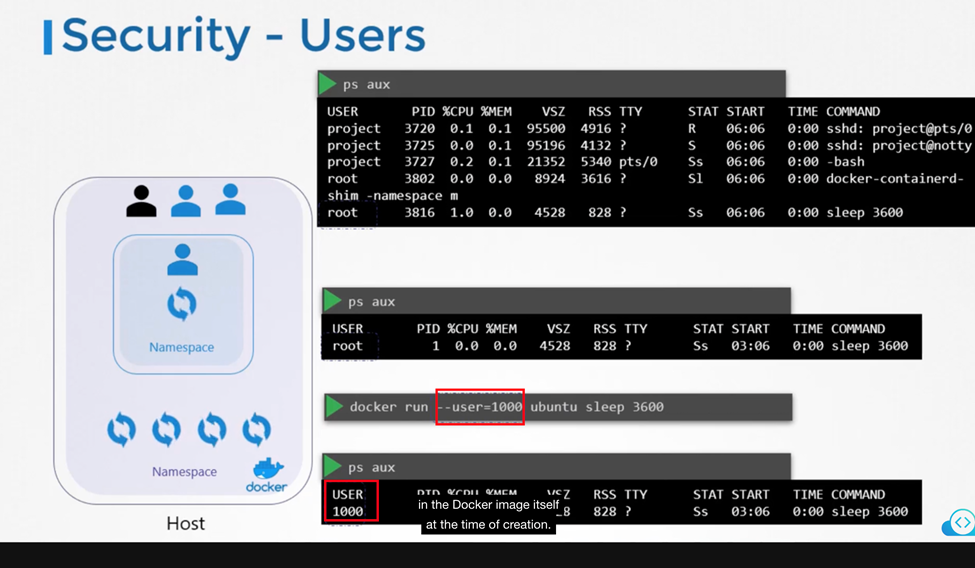 Security - Users
ps aux
USER PID %CPU %MEM VSZ RSS TTY STAT START TIME COMMAND
project 3720 0.1 0.1 95500 4916 ? R 06:06 0:00 sshd: project@pts/0
project 3725 0.0 0.1 95196 4132 ? S 06:06 0:00 sshd: project@notty
project 3727 0.2 0.1 21352 5340 pts/0 Ss 06:06 0:00 -bash
root 3802 0.0 0.0 8924 3616 ? Sl 06:06 0:00 docker-containerd-
shim -namespace m
root 3816 1.0 0.0 4528 828 ? Ss 06:06 0:00 sleep 3600
ps aux
USER PID %CPU %MEM VSZ RSS TTY STAT START TIME COMMAND
root 1 0.0 0.0 4528 828 ? Ss 03:06 0:00 sleep 3600
docker run --user=1000 ubuntu sleep 3600
ps aux
USER PID %CPU %MEM VSZ RSS TTY STAT START TIME COMMAND
1000 828 ? Ss 03:06 0:00 sleep 3600
Namespace
Namespace
docker
Host
in the Docker image itself
at the time of creation.